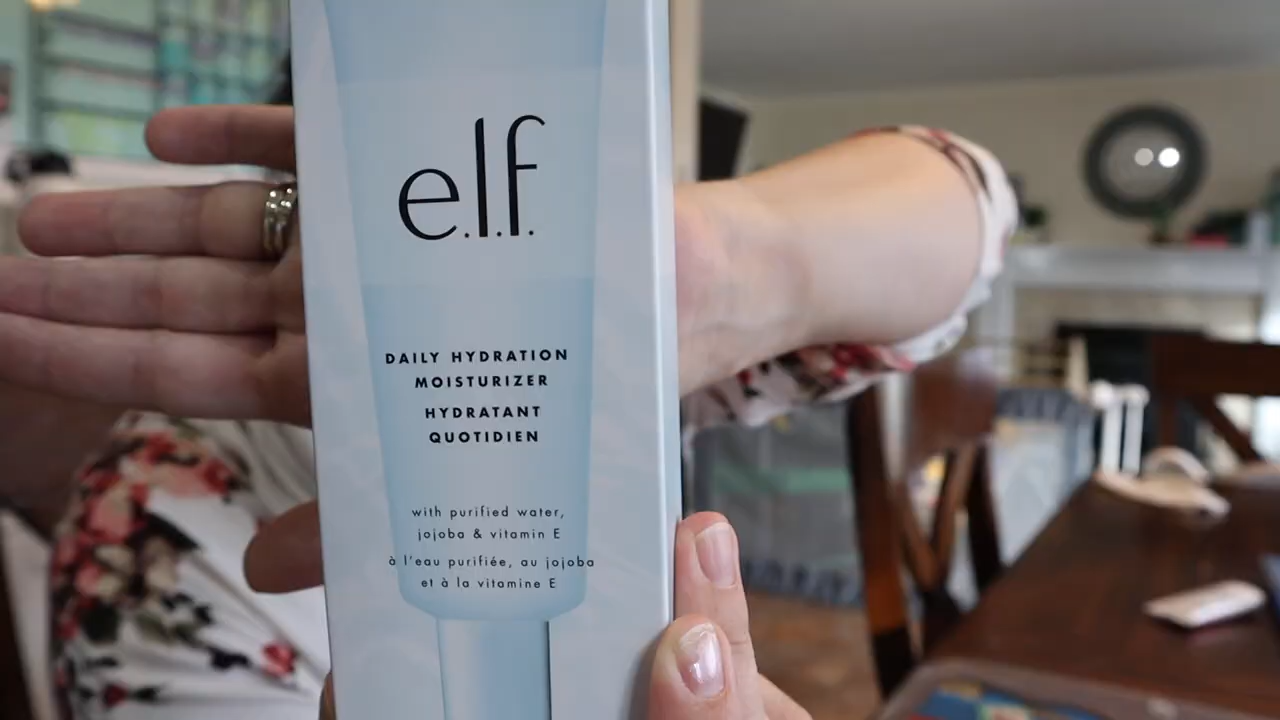 e.l.f.
DAILY HYDRATION
MOISTURIZER
HYDRATANT
QUOTIDIEN
with purified water,
jojoba & vitamin E
à l'eau purifiée, au jojoba
et à la vitamine E